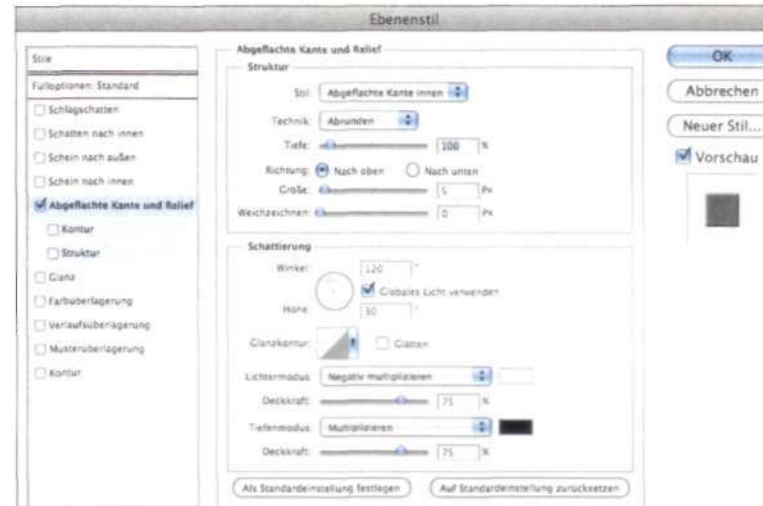 Ebenenstil
Stile
Fülloptionen: Standard
Schlagschatten
Schatten nach innen
Schein nach außen
Schein nach innen
Abgeflachte Kante und Relief
Kontur
Struktur
Glanz
Farbüberlagerung
Verlaufsüberlagerung
Musterüberlagerung
Kontur
Abgeflachte Kante und Relief
Struktur
Stil: Abgeflachte Kante innen
Technik: Abrunden
Tiefe: 100 %
Richtung: Nach oben Nach unten
Größe: 5 Px
Weichzeichnen: 0 Px
Schattierung
Winkel: 120 °
Globales Licht verwenden
Höhe: 30 °
Glanzkontur: Glätten
Lichtermodus: Negativ multiplizieren
Deckkraft: 75 %
Tiefenmodus: Multiplizieren
Deckkraft: 75 %
Als Standardeinstellung festlegen Auf Standardeinstellung zurücksetzen
OK
Abbrechen
Neuer Stil...
Vorschau